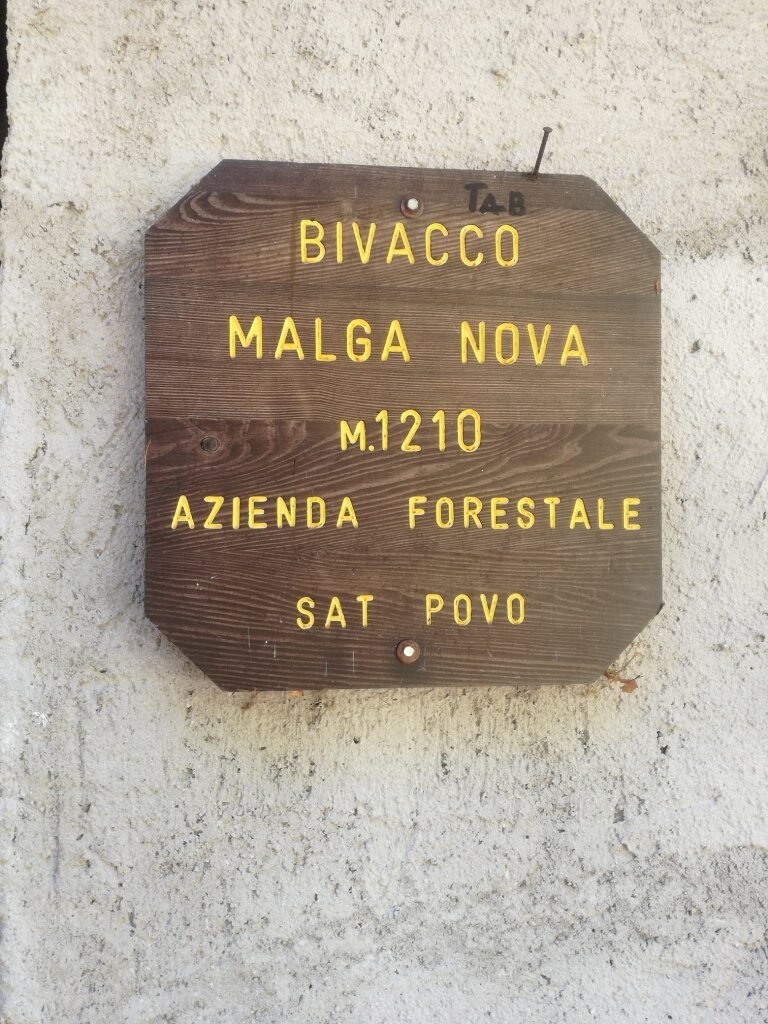 TAB
BIVACCO
MALGA NOVA
M.1210
AZIENDA FORESTALE
SAT POVO